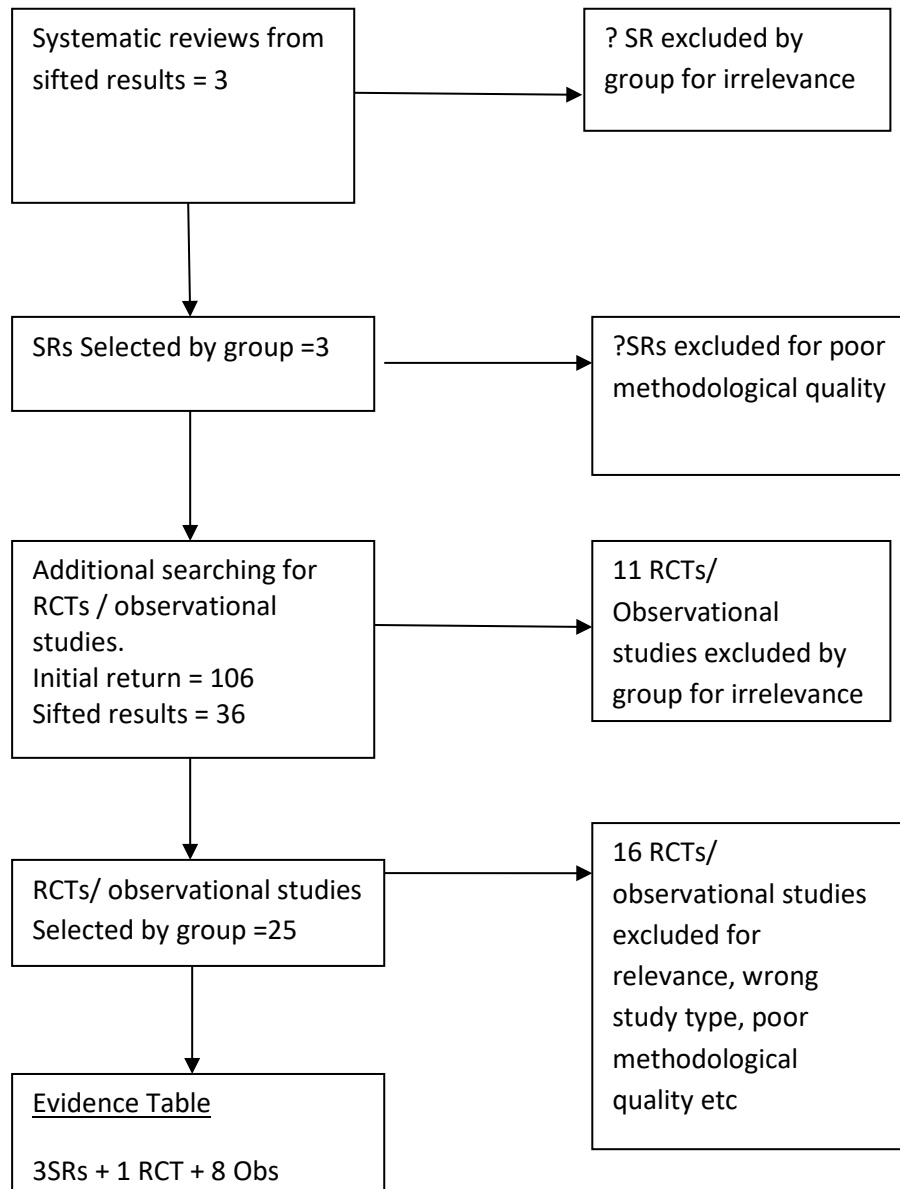 Systematic reviews from
sifted results = 3
? SR excluded by
group for irrelevance
SRs Selected by group =3
?SRs excluded for poor
methodological quality
Additional searching for
RCTs / observational
studies.
Initial return = 106
Sifted results = 36
11 RCTs/
Observational
studies excluded by
group for irrelevance
RCTs/ observational studies
Selected by group =25
16 RCTs/
observational studies
excluded for
relevance, wrong
study type, poor
methodological
quality etc
Evidence Table
3SRs + 1 RCT + 8 Obs